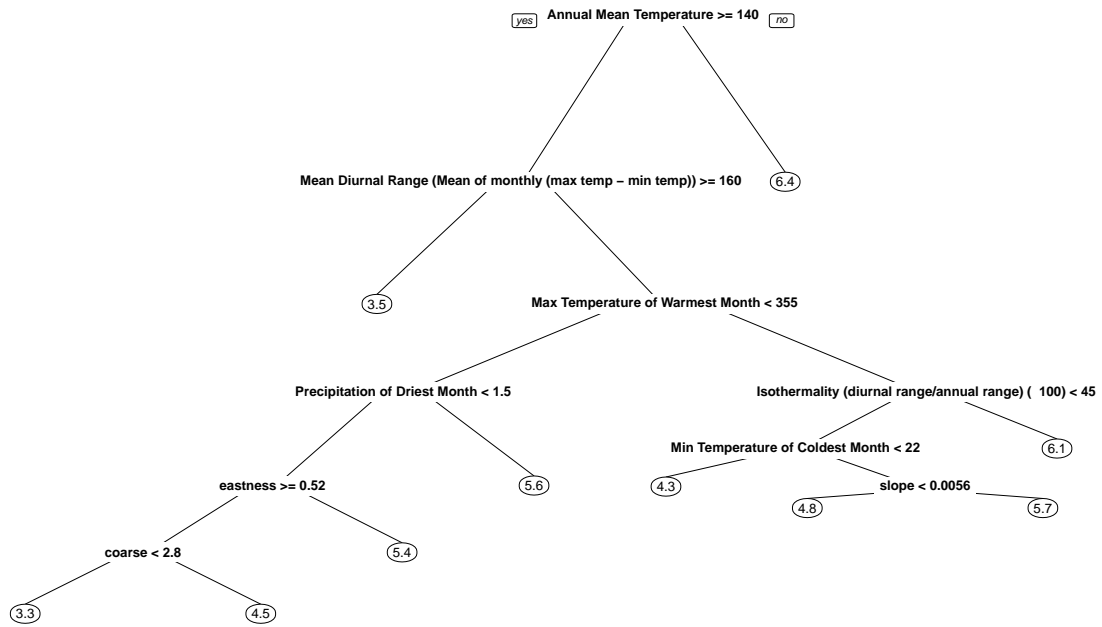 yes Annual Mean Temperature >= 140 no
Mean Diurnal Range (Mean of monthly (max temp − min temp)) >= 160 6.4
3.5 Max Temperature of Warmest Month < 355
Precipitation of Driest Month < 1.5 Isothermality (diurnal range/annual range) (  100) < 45
Min Temperature of Coldest Month < 22 6.1
eastness >= 0.52 5.6 4.3 slope < 0.0056
4.8 5.7
coarse < 2.8 5.4
3.3 4.5